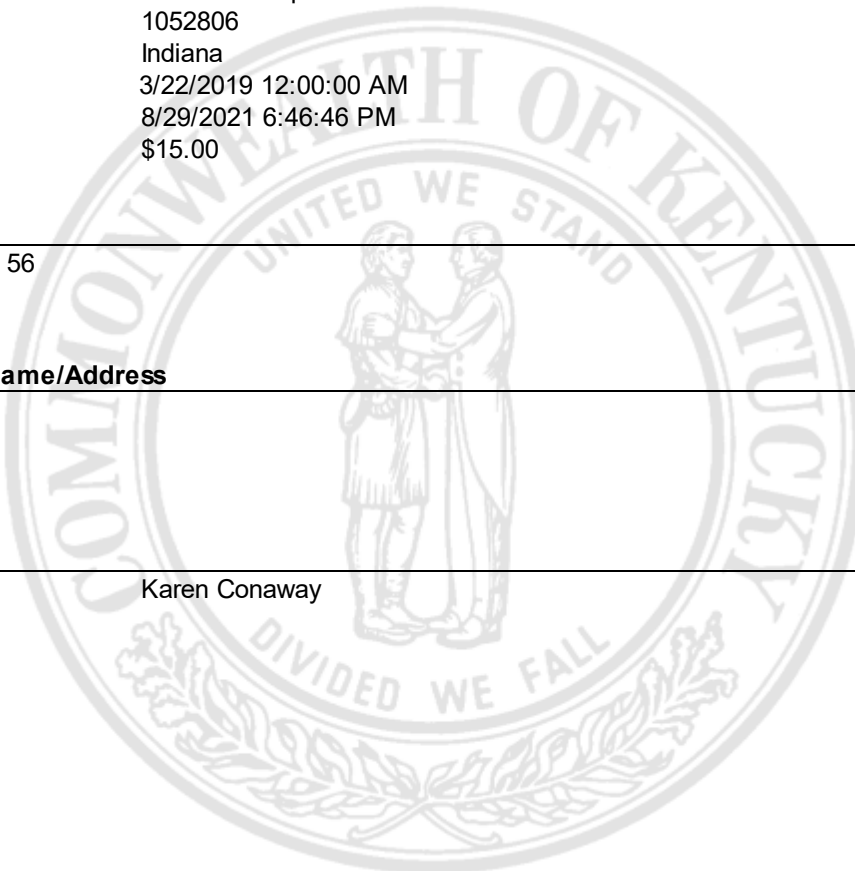 1052806
Indiana
3/22/2019 12:00:00 AM
8/29/2021 6:46:46 PM
$15.00
56
ame/Address
Karen Conaway
COMMONWEALTH OF KENTUCKY
UNITED WE STAND
DIVIDED WE FALL